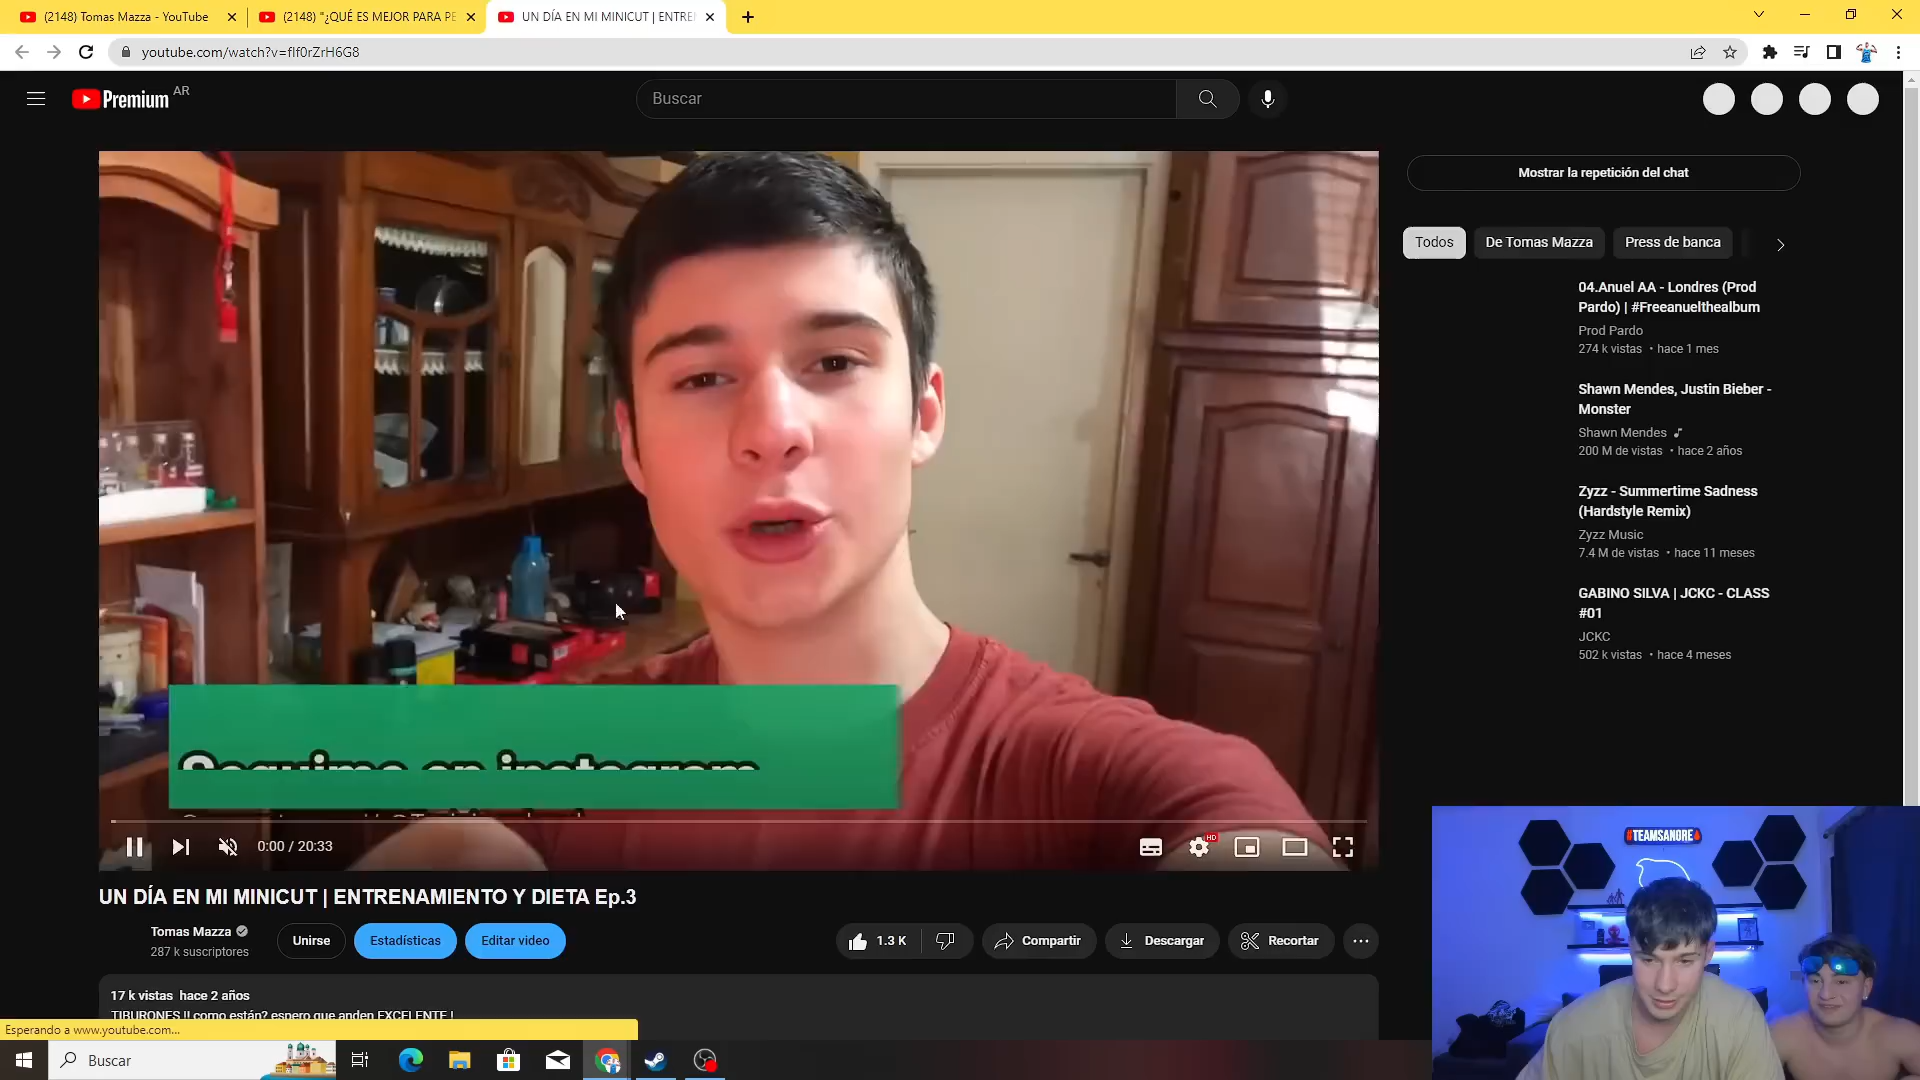 (2148) Tomas Mazza - YouTube
(2148) "¿QUÉ ES MEJOR PARA PE
UN DÍA EN MI MINICUT | ENTRE
youtube.com/watch?v=fIf0rZrH6G8
Premium AR
Buscar
Mostrar la repetición del chat
Todos
De Tomas Mazza
Press de banca
04.Anuel AA - Londres (Prod
Pardo) | #Freeanuelthealbum
Prod Pardo
274 k vistas • hace 1 mes
Shawn Mendes, Justin Bieber -
Monster
Shawn Mendes
200 M de vistas • hace 2 años
Zyzz - Summertime Sadness
(Hardstyle Remix)
Zyzz Music
7.4 M de vistas • hace 11 meses
GABINO SILVA | JCKC - CLASS
#01
JCKC
502 k vistas • hace 4 meses
Seguime en instagram
0:00 / 20:33
HD
#TEAMSANORE
UN DÍA EN MI MINICUT | ENTRENAMIENTO Y DIETA Ep.3
Tomas Mazza
287 k suscriptores
Unirse
Estadísticas
Editar video
1.3 K
Compartir
Descargar
Recortar
17 k vistas hace 2 años
TIBURONES !! como están? espero que anden EXCELENTE !
Esperando a www.youtube.com...
Buscar